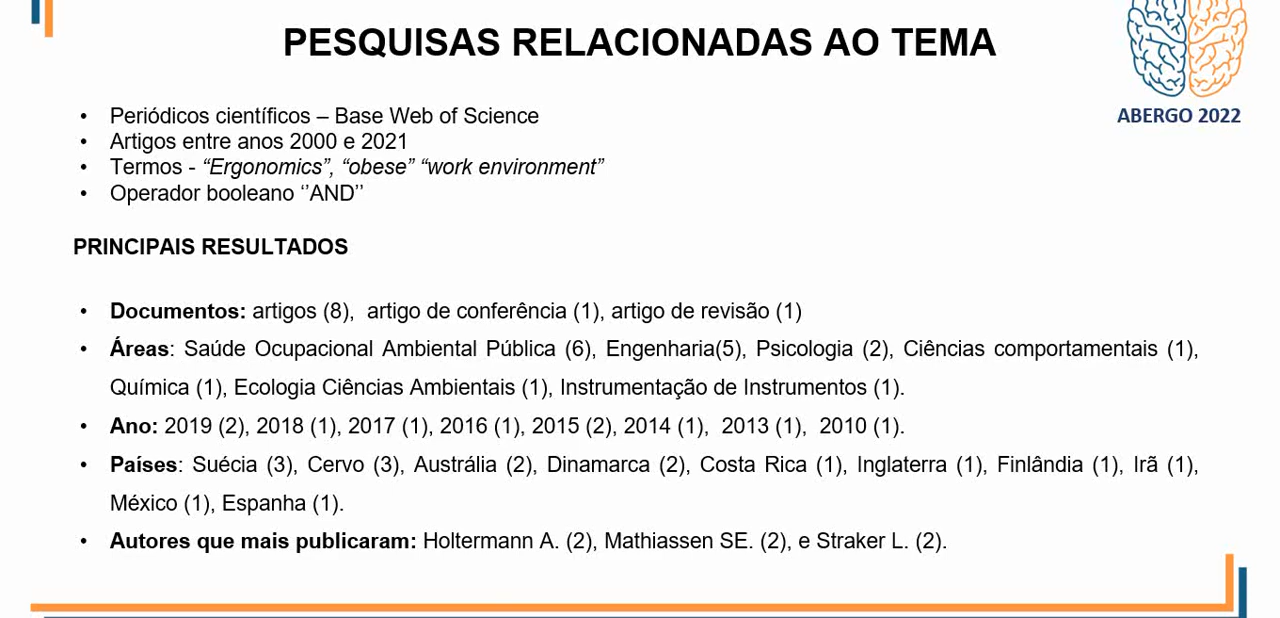 PESQUISAS RELACIONADAS AO TEMA
ABERGO 2022
• Periódicos científicos – Base Web of Science
• Artigos entre anos 2000 e 2021
• Termos - “Ergonomics”, “obese” “work environment”
• Operador booleano ‘’AND’’
PRINCIPAIS RESULTADOS
• Documentos: artigos (8), artigo de conferência (1), artigo de revisão (1)
• Áreas: Saúde Ocupacional Ambiental Pública (6), Engenharia(5), Psicologia (2), Ciências comportamentais (1),
Química (1), Ecologia Ciências Ambientais (1), Instrumentação de Instrumentos (1).
• Ano: 2019 (2), 2018 (1), 2017 (1), 2016 (1), 2015 (2), 2014 (1), 2013 (1), 2010 (1).
• Países: Suécia (3), Cervo (3), Austrália (2), Dinamarca (2), Costa Rica (1), Inglaterra (1), Finlândia (1), Irã (1),
México (1), Espanha (1).
• Autores que mais publicaram: Holtermann A. (2), Mathiassen SE. (2), e Straker L. (2).